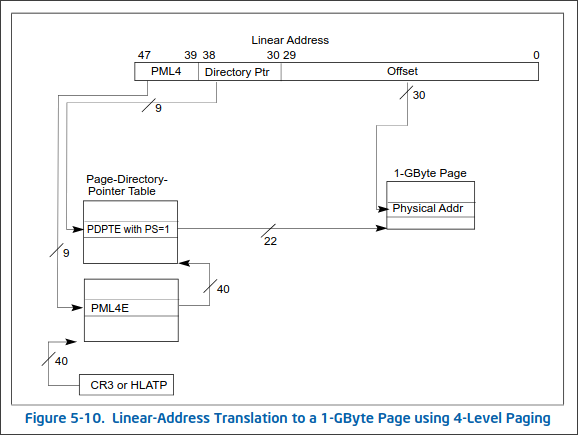 Linear Address
47 39 38 30 29 0
PML4 Directory Ptr Offset
9 30
1-GByte Page
Page-Directory-
Pointer Table
Physical Addr
PDPTE with PS=1
22
9
40
PML4E
40
CR3 or HLATP
Figure 5-10. Linear-Address Translation to a 1-GByte Page using 4-Level Paging